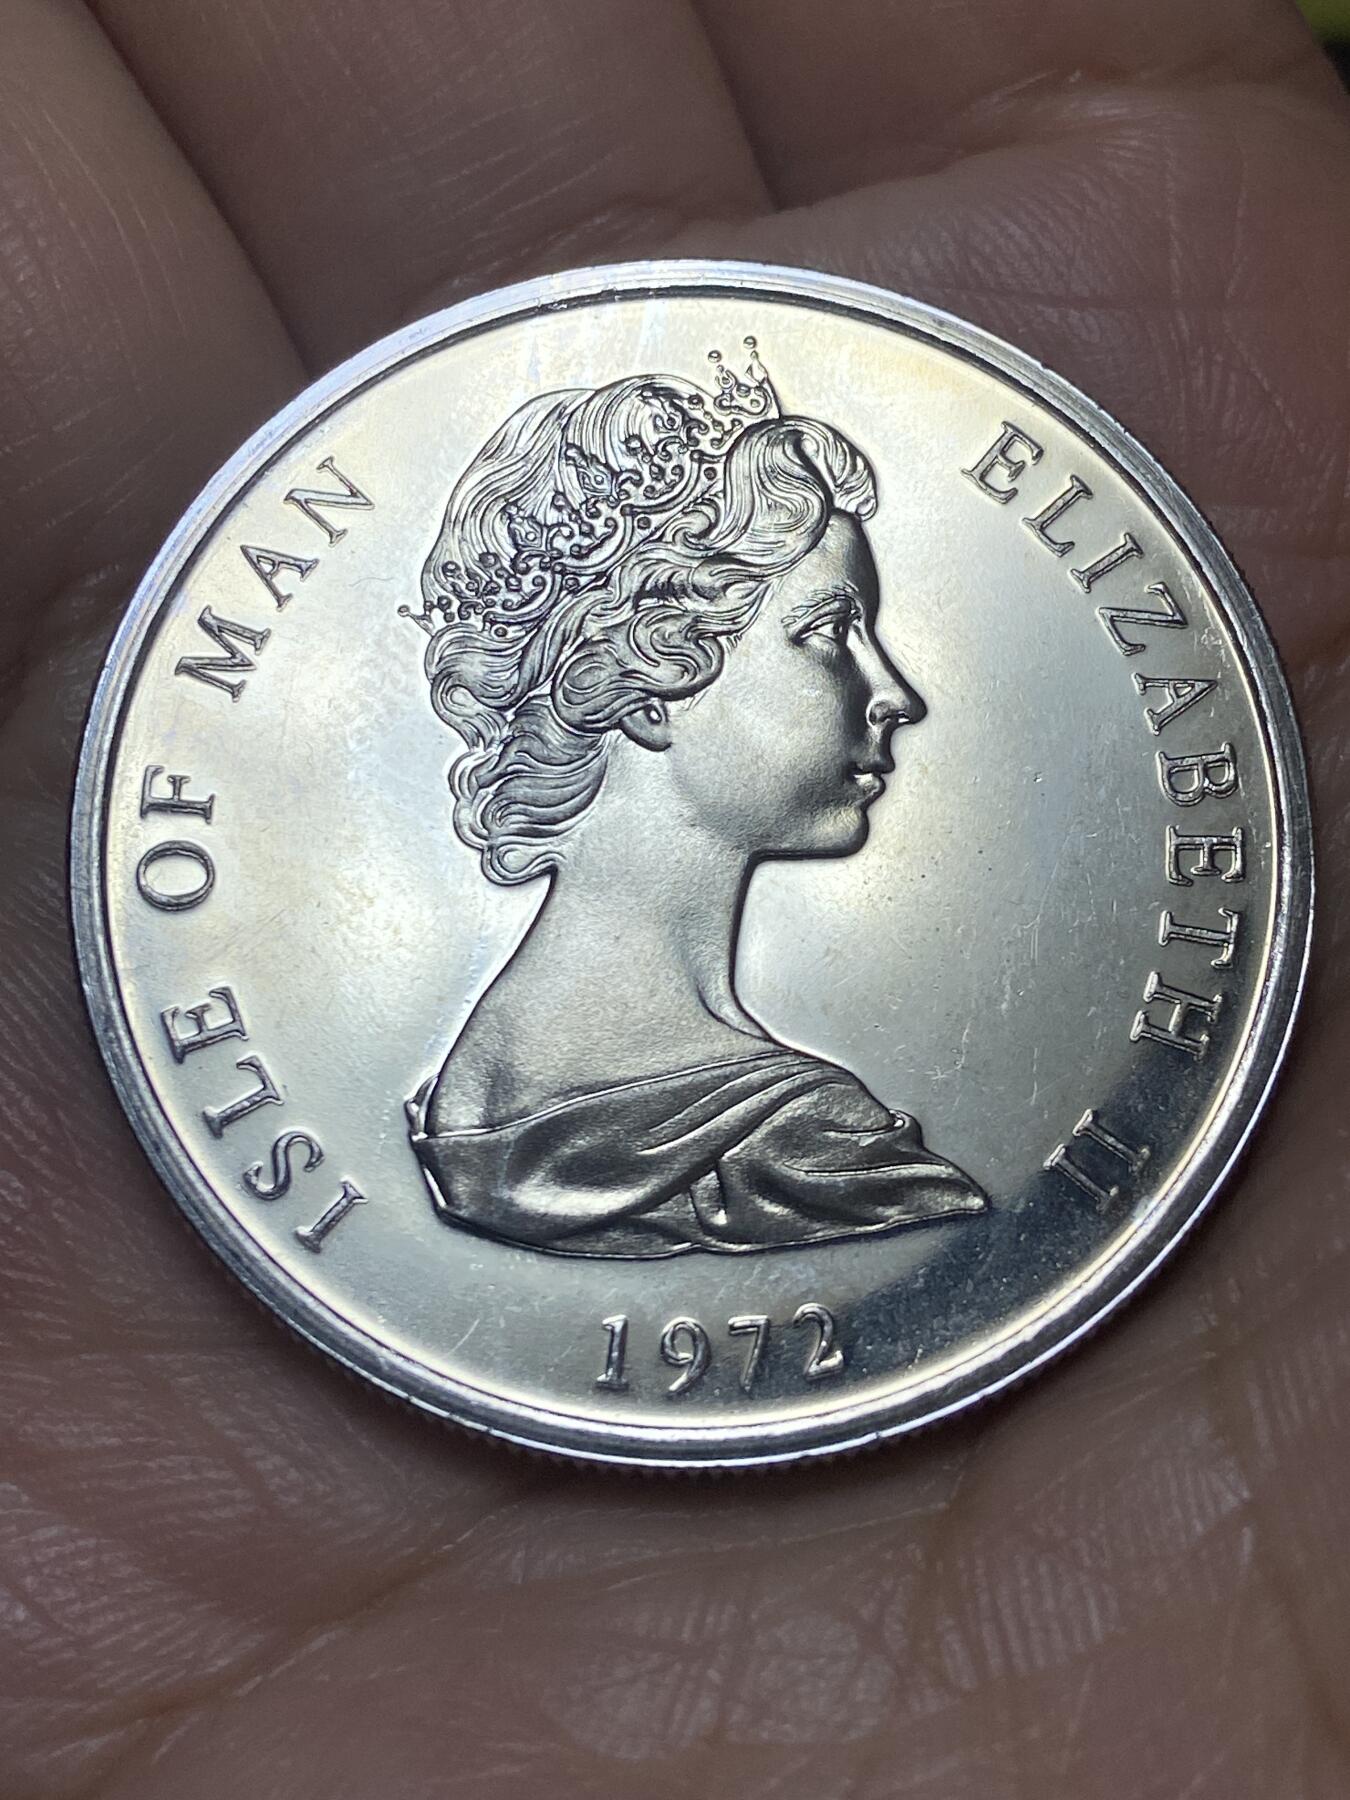 ISLE OF MAN
ELIZABETH II
1972